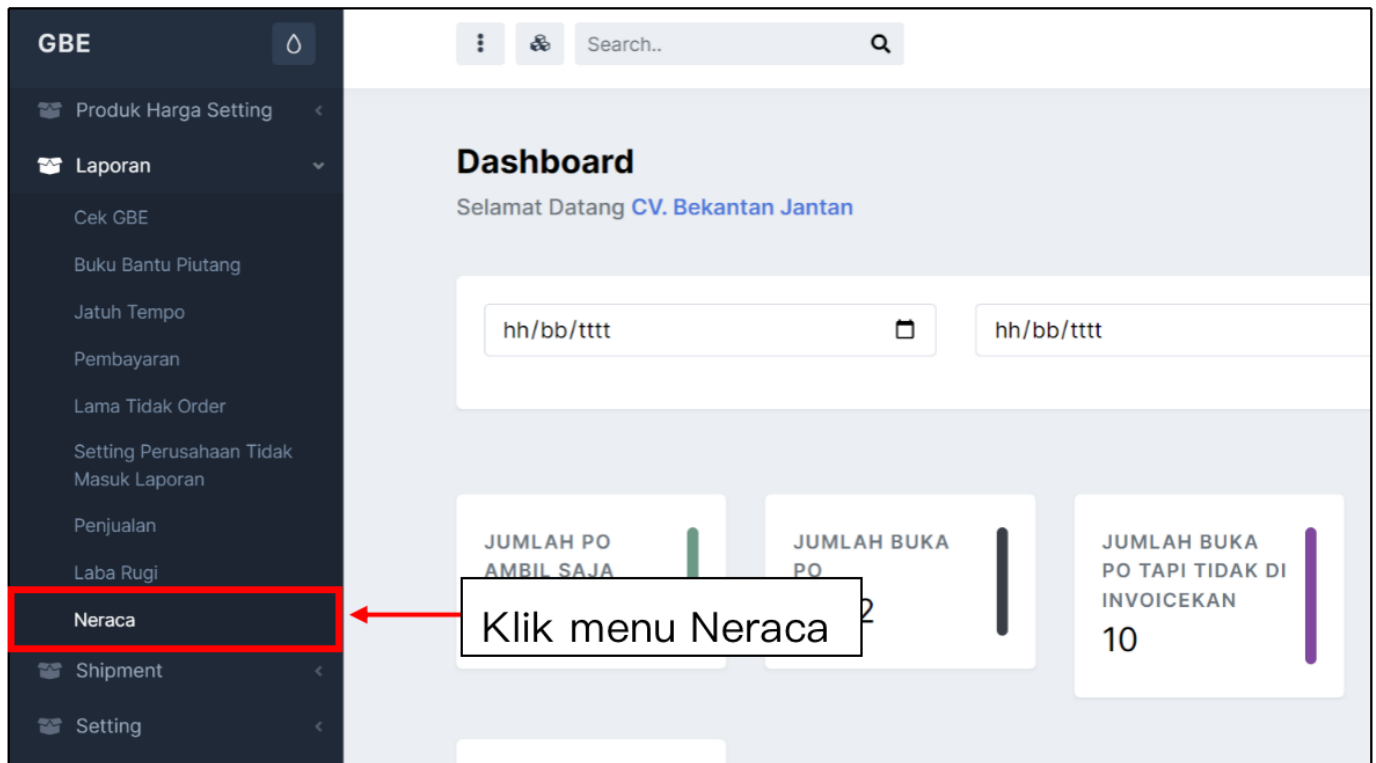 GBE
Search..
Produk Harga Setting
Laporan
Cek GBE
Buku Bantu Piutang
Jatuh Tempo
Pembayaran
Lama Tidak Order
Setting Perusahaan Tidak
Masuk Laporan
Penjualan
Laba Rugi
Neraca
Shipment
Setting
Dashboard
Selamat Datang CV. Bekantan Jantan
hh/bb/tttt
hh/bb/tttt
JUMLAH PO
AMBIL SAJA
JUMLAH BUKA
PO
2
JUMLAH BUKA
PO TAPI TIDAK DI
INVOICEKAN
10
Klik menu Neraca